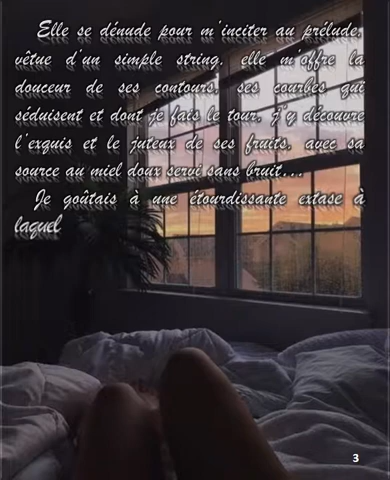 Elle se dénude pour m'inciter au prélude,
vêtue d'un simple string, elle m'offre la
douceur de ses contours, ses courbes qui
séduisent et dont je fais le tour, j'y découvre
l'exquis et le juteux de ses fruits, avec sa
source au miel doux servi sans bruit...
Je goûtais à une étourdissante extase à
laquel
3